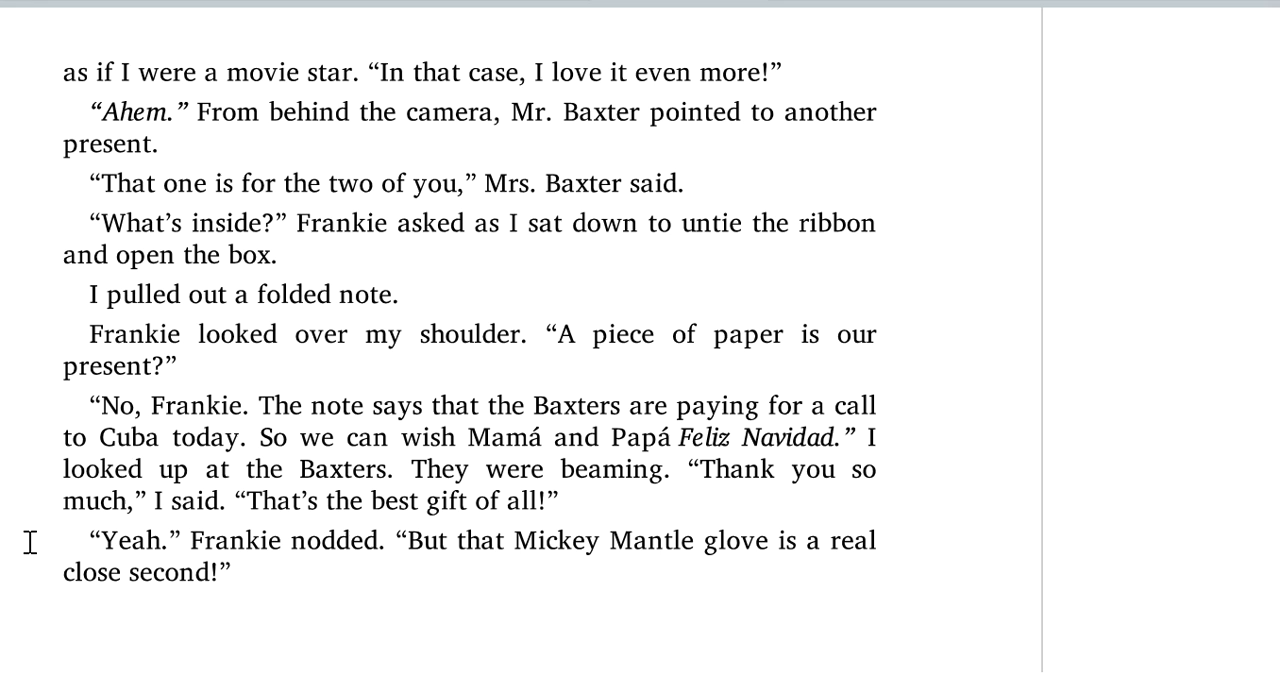 as if I were a movie star. “In that case, I love it even more!”
“Ahem.” From behind the camera, Mr. Baxter pointed to another
present.
“That one is for the two of you,” Mrs. Baxter said.
“What’s inside?” Frankie asked as I sat down to untie the ribbon
and open the box.
I pulled out a folded note.
Frankie looked over my shoulder. “A piece of paper is our
present?”
“No, Frankie. The note says that the Baxters are paying for a call
to Cuba today. So we can wish Mamá and Papá Feliz Navidad.” I
looked up at the Baxters. They were beaming. “Thank you so
much,” I said. “That’s the best gift of all!”
“Yeah.” Frankie nodded. “But that Mickey Mantle glove is a real
close second!”